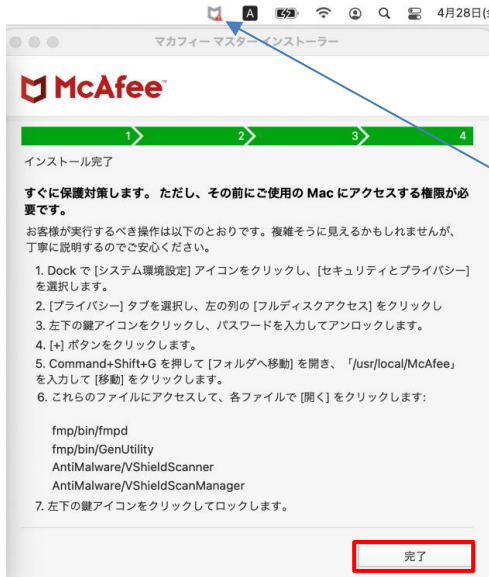 A 4月28日(
マカフィー マスター インストーラー
McAfee™
1 2 3 4
インストール完了
すぐに保護対策します。 ただし、その前にご使用の Mac にアクセスする権限が必
要です。
お客様が実行するべき操作は以下のとおりです。複雑そうに見えるかもしれませんが、
丁寧に説明するのでご安心ください。
1. Dock で [システム環境設定] アイコンをクリックし、[セキュリティとプライバシー]
を選択します。
2. [プライバシー] タブを選択し、左の列の [フルディスクアクセス] をクリックし
3. 左下の鍵アイコンをクリックし、パスワードを入力してアンロックします。
4. [+] ボタンをクリックします。
5. Command+Shift+G を押して [フォルダへ移動] を開き、「/usr/local/McAfee」
を入力して [移動] をクリックします。
6. これらのファイルにアクセスして、各ファイルで [開く] をクリックします:
fmp/bin/fmpd
fmp/bin/GenUtility
AntiMalware/VShieldScanner
AntiMalware/VShieldScanManager
7. 左下の鍵アイコンをクリックしてロックします。
完了